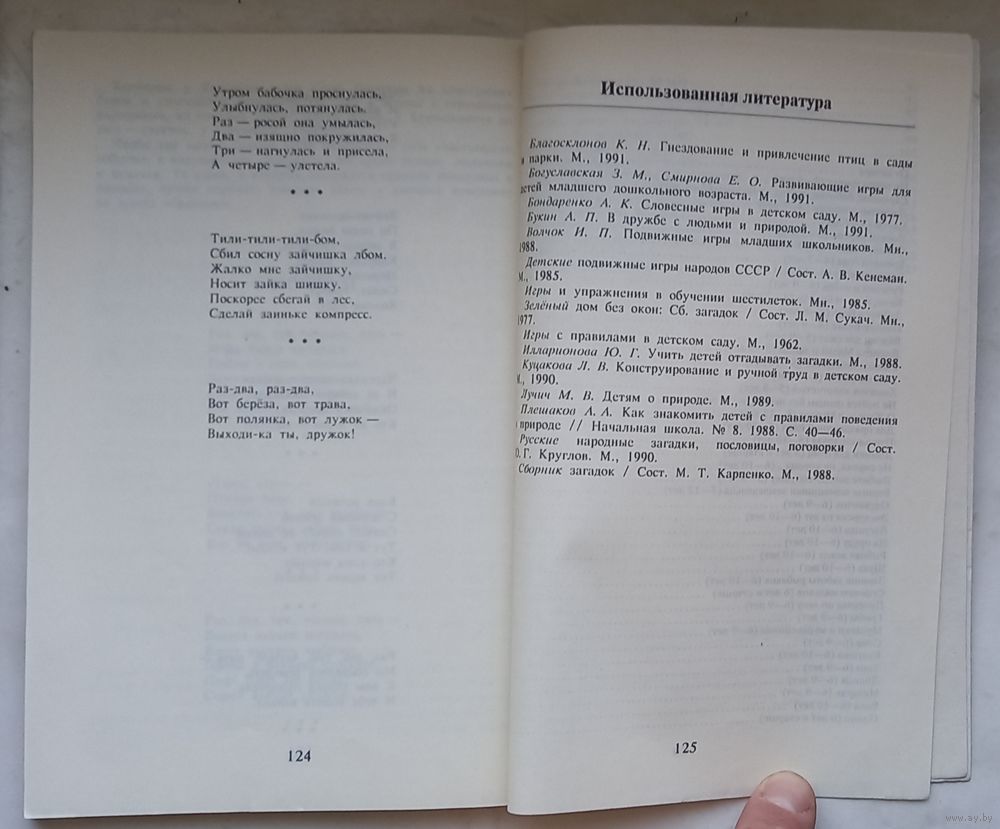 Утром бабочка проснулась,
Улыбнулась, потянулась.
Раз — росой она умылась,
Два — изящно покружилась,
Три — нагнулась и присела,
А четыре — улетела.
• • •
Тили-тили-тили-бом,
Сбил сосну зайчишка лбом.
Жалко мне зайчишку,
Носит зайка шишку.
Поскорее сбегай в лес,
Сделай заиньке компресс.
• • •
Раз-два, раз-два,
Вот берёза, вот трава,
Вот полянка, вот лужок —
Выходи-ка ты, дружок!
124
Использованная литература
Благосклонов К. Н. Гнездование и привлечение птиц в сады
и парки. М., 1991.
Богуславская З. М., Смирнова Е. О. Развивающие игры для
детей младшего дошкольного возраста. М., 1991.
Бондаренко А. К. Словесные игры в детском саду. М., 1977.
Букин А. П. В дружбе с людьми и природой. М., 1991.
Волчок И. П. Подвижные игры младших школьников. Мн.,
1988.
Детские подвижные игры народов СССР / Сост. А. В. Кенеман.
М., 1985.
Игры и упражнения в обучении шестилеток. Мн., 1985.
Зелёный дом без окон: Сб. загадок / Сост. Л. М. Сукач. Мн.,
1977.
Игры с правилами в детском саду. М., 1962.
Илларионова Ю. Г. Учить детей отгадывать загадки. М., 1988.
Куцакова Л. В. Конструирование и ручной труд в детском саду.
М., 1990.
Лучич М. В. Детям о природе. М., 1989.
Плешаков А. А. Как знакомить детей с правилами поведения
в природе // Начальная школа. № 8. 1988. С. 40—46.
Русские народные загадки, пословицы, поговорки / Сост.
Ю. Г. Круглов. М., 1990.
Сборник загадок / Сост. М. Т. Карпенко. М., 1988.
125
www.ay.by